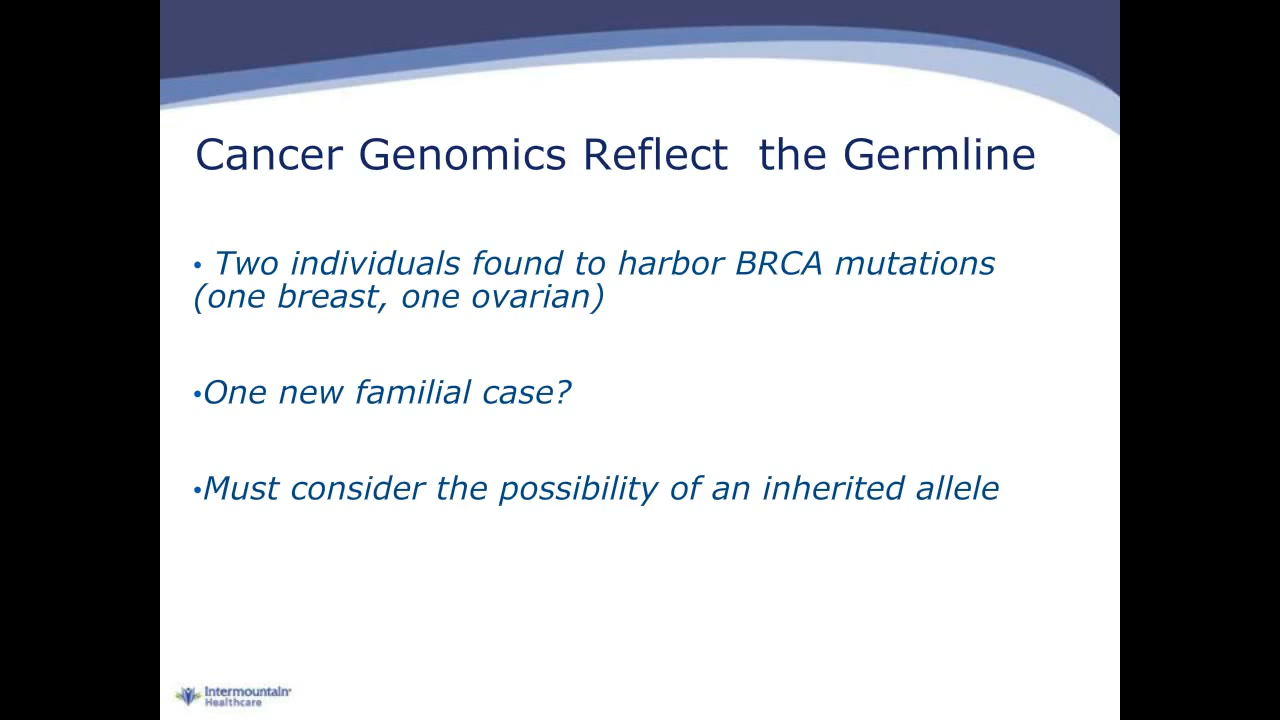 Cancer Genomics Reflect  the Germline
• Two individuals found to harbor BRCA mutations
(one breast, one ovarian)
•One new familial case?
•Must consider the possibility of an inherited allele
Intermountain
Healthcare